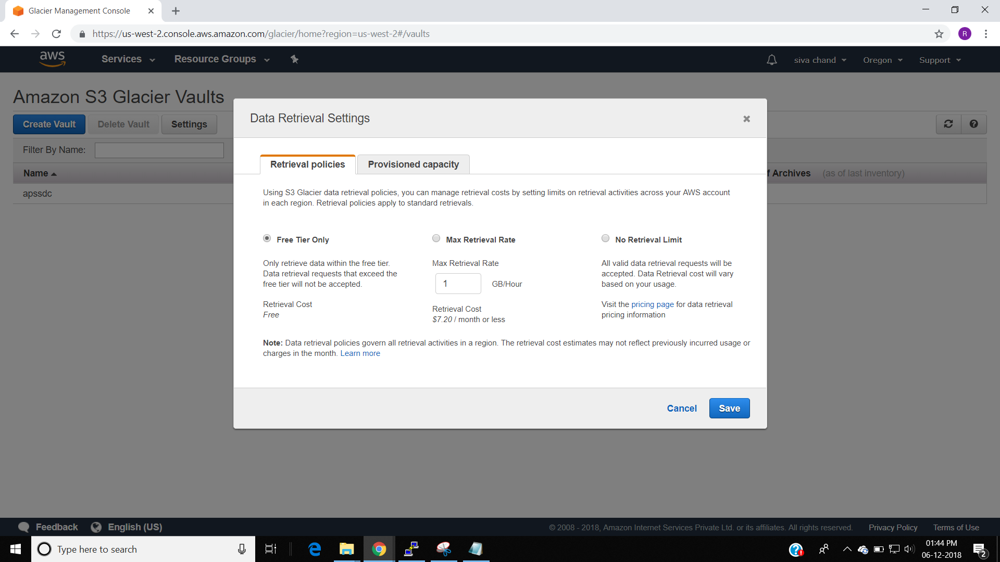 Glacier Management Console
https://us-west-2.console.aws.amazon.com/glacier/home?region=us-west-2#/vaults
R
aws
Services
Resource Groups
siva chand
Oregon
Support
Amazon S3 Glacier Vaults
Create Vault
Delete Vault
Settings
Filter By Name:
Name
f Archives (as of last inventory)
apssdc
Data Retrieval Settings
Retrieval policies
Provisioned capacity
Using S3 Glacier data retrieval policies, you can manage retrieval costs by setting limits on retrieval activities across your AWS account
in each region. Retrieval policies apply to standard retrievals.
Free Tier Only
Only retrieve data within the free tier.
Data retrieval requests that exceed the
free tier will not be accepted.
Retrieval Cost
Free
Max Retrieval Rate
Max Retrieval Rate
1 GB/Hour
Retrieval Cost
$7.20 / month or less
No Retrieval Limit
All valid data retrieval requests will be
accepted. Data Retrieval cost will vary
based on your usage.
Visit the pricing page for data retrieval
pricing information
Note: Data retrieval policies govern all retrieval activities in a region. The retrieval cost estimates may not reflect previously incurred usage or
charges in the month. Learn more
Cancel
Save
Feedback
English (US)
© 2008 - 2018, Amazon Internet Services Private Ltd. or its affiliates. All rights reserved.
Privacy Policy
Terms of Use
Type here to search
01:44 PM
06-12-2018
2